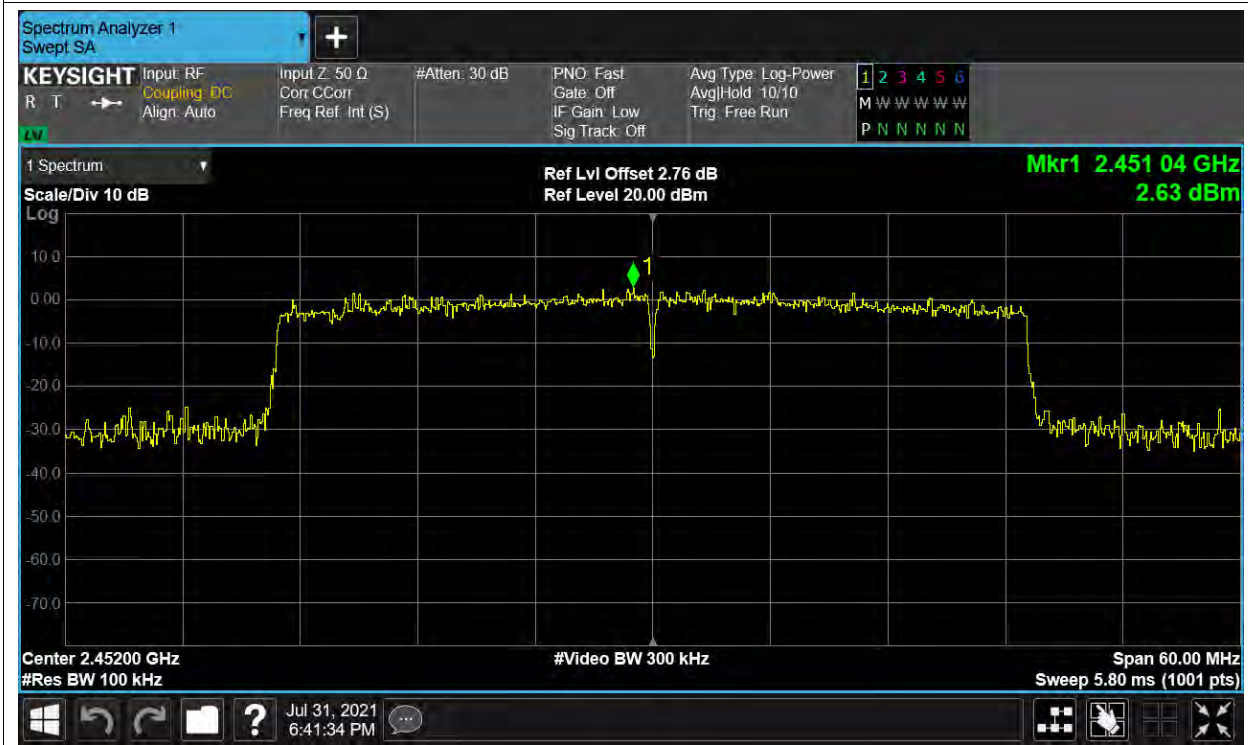 Spectrum Analyzer 1
Swept SA
+
KEYSIGHT Input: RF Input Z: 50 Ω #Atten: 30 dB PNO: Fast Avg Type: Log-Power 1 2 3 4 5 6
R T Coupling: DC Corr CCorr Gate: Off Avg|Hold: 10/10 M W W W W W
Align: Auto Freq Ref: Int (S) IF Gain: Low Trig: Free Run
LXI Sig Track: Off P N N N N N
1 Spectrum Ref Lvl Offset 2.76 dB Mkr1 2.451 04 GHz
Scale/Div 10 dB Ref Level 20.00 dBm 2.63 dBm
Log
10.0
1
0.00
-10.0
-20.0
-30.0
-40.0
-50.0
-60.0
-70.0
Center 2.45200 GHz #Video BW 300 kHz Span 60.00 MHz
#Res BW 100 kHz Sweep 5.80 ms (1001 pts)
? Jul 31, 2021
6:41:34 PM